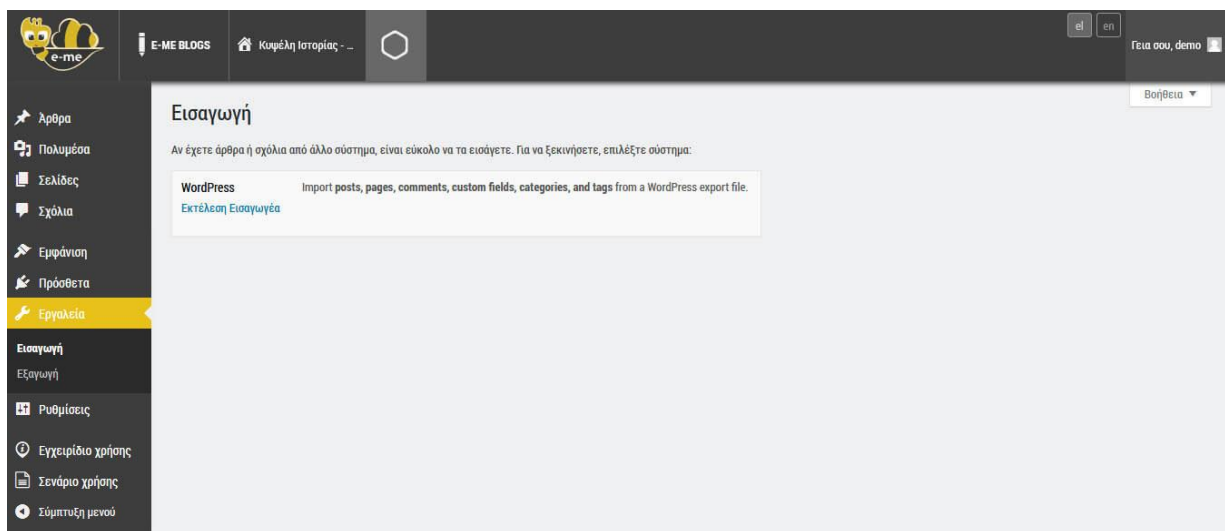 e-me
E-ME BLOGS
Κυψέλη Ιστορίας - ...
el
en
Γεια σου, demo
Βοήθεια
Άρθρα
Πολυμέσα
Σελίδες
Σχόλια
Εμφάνιση
Πρόσθετα
Εργαλεία
Εισαγωγή
Εξαγωγή
Ρυθμίσεις
Εγχειρίδιο χρήσης
Σενάριο χρήσης
Σύμπτυξη μενού
Εισαγωγή
Αν έχετε άρθρα ή σχόλια από άλλο σύστημα, είναι εύκολο να τα εισάγετε. Για να ξεκινήσετε, επιλέξτε σύστημα:
WordPress
Import posts, pages, comments, custom fields, categories, and tags from a WordPress export file.
Εκτέλεση Εισαγωγέα